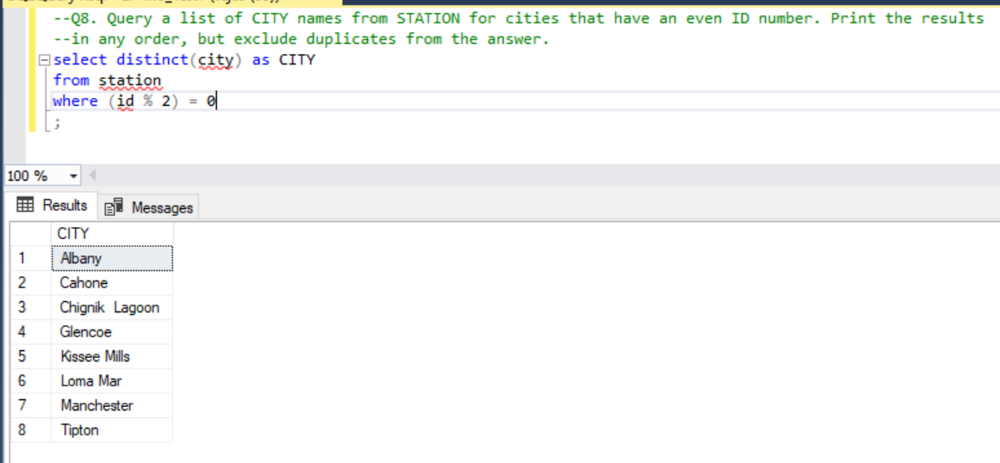 --Q8. Query a list of CITY names from STATION for cities that have an even ID number. Print the results
--in any order, but exclude duplicates from the answer.
select distinct(city) as CITY
from station
where (id % 2) = 0
;
100 %
Results Messages
CITY
1 Albany
2 Cahone
3 Chignik  Lagoon
4 Glencoe
5 Kissee Mills
6 Loma Mar
7 Manchester
8 Tipton